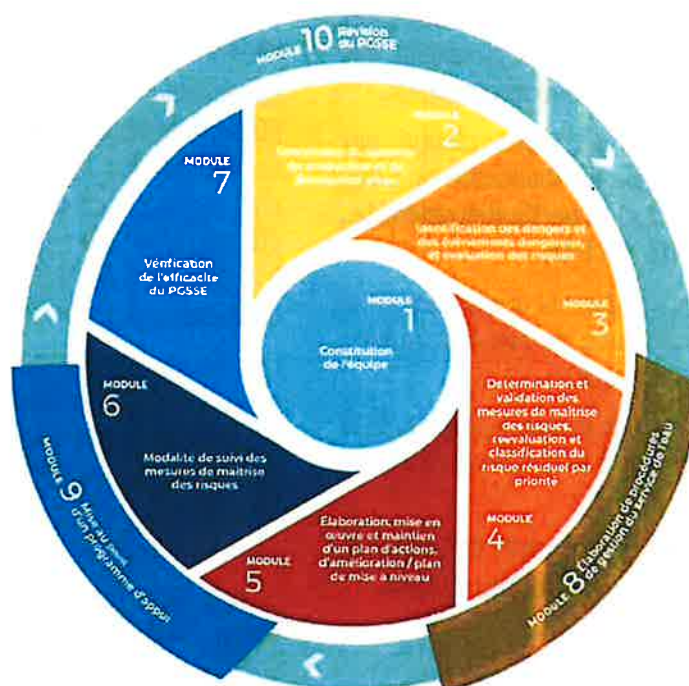 MODULE 10 Révision
du PGSSE
MODULE
1
Constitution
de l'équipe
MODULE
2
MODULE
3
Identification des dangers et
des évènements dangereux,
et évaluation des risques
Détermination et
validation des
mesures de maîtrise
des risques,
réévaluation et
classification du
risque résiduel par
priorité
MODULE
4
Élaboration, mise en
œuvre et maintien
d'un plan d'actions,
d'amélioration / plan
de mise à niveau
MODULE
5
MODULE
6
Modalité de suivi des
mesures de maîtrise
des risques
MODULE
7
Vérification
de l'efficacité
du PGSSE
MODULE 8 Élaboration de procédures
de gestion du service de l'eau
MODULE 9 Mise au point
d'un programme d'appui